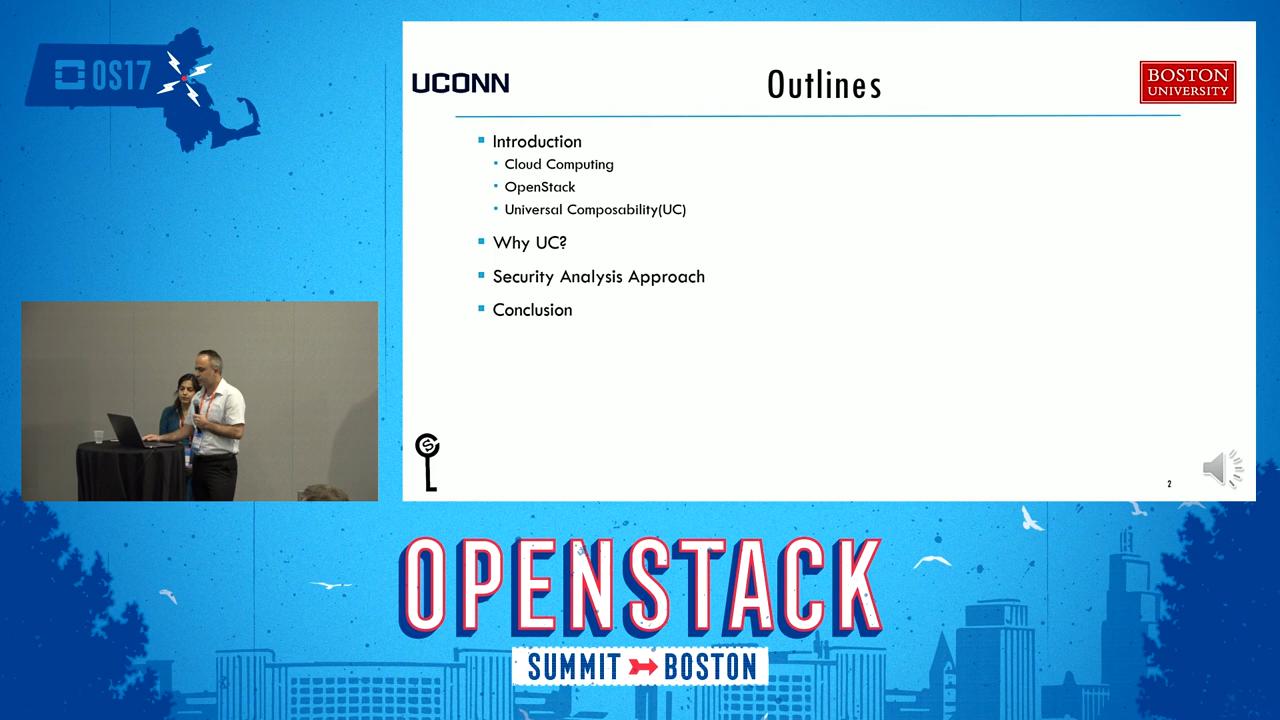 OS17
UCONN
Outlines
BOSTON
UNIVERSITY
Introduction
Cloud Computing
OpenStack
Universal Composability(UC)
Why UC?
Security Analysis Approach
Conclusion
2
OPENSTACK
SUMMIT BOSTON